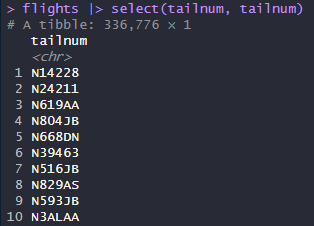 > flights |> select(tailnum, tailnum)
# A tibble: 336,776 × 1
tailnum
<chr>
1 N14228
2 N24211
3 N619AA
4 N804JB
5 N668DN
6 N39463
7 N516JB
8 N829AS
9 N593JB
10 N3ALAA